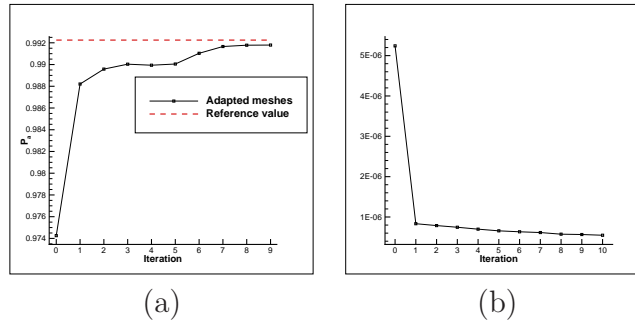 0.992
0.99
0.988
0.986
0.984
0.982
0.98
0.978
0.976
0.974
Pa
0 1 2 3 4 5 6 7 8 9
Iteration
Adapted meshes
Reference value
(a)
5E-06
4E-06
3E-06
2E-06
1E-06
0 1 2 3 4 5 6 7 8 9 10
Iteration
(b)